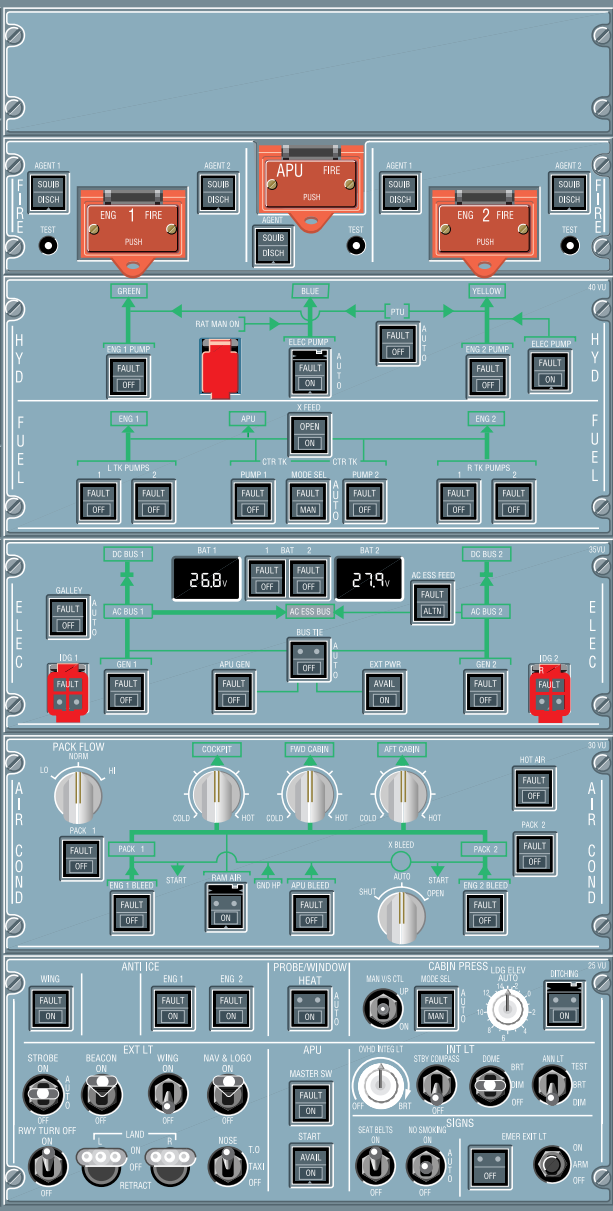 AGENT 1
SQUIB
DISCH
TEST
FIRE
ENG 1 FIRE
PUSH
AGENT 2
SQUIB
DISCH
APU FIRE
PUSH
AGENT
SQUIB
DISCH
TEST
AGENT 1
SQUIB
DISCH
ENG 2 FIRE
PUSH
AGENT 2
SQUIB
DISCH
TEST
FIRE
40 VU
HYD
GREEN
BLUE
YELLOW
RAT MAN ON
PTU
FAULT
OFF
AUTO
ENG 1 PUMP
FAULT
OFF
ELEC PUMP
FAULT
ON
AUTO
ENG 2 PUMP
FAULT
OFF
ELEC PUMP
FAULT
ON
HYD
FUEL
ENG 1
APU
X FEED
OPEN
ON
ENG 2
L TK PUMPS
1
FAULT
OFF
2
FAULT
OFF
CTR TK
PUMP 1
FAULT
OFF
MODE SEL
FAULT
MAN
AUTO
CTR TK
PUMP 2
FAULT
OFF
R TK PUMPS
1
FAULT
OFF
2
FAULT
OFF
FUEL
35VU
ELEC
DC BUS 1
BAT 1
26.8V
1 BAT 2
FAULT
OFF
FAULT
OFF
BAT 2
27.9V
DC BUS 2
GALLEY
FAULT
OFF
AUTO
AC BUS 1
AC ESS BUS
AC ESS FEED
FAULT
ALTN
AC BUS 2
IDG 1
FAULT
GEN 1
FAULT
OFF
APU GEN
FAULT
OFF
BUS TIE
OFF
AUTO
EXT PWR
AVAIL
ON
GEN 2
FAULT
OFF
IDG 2
FAULT
ELEC
30 VU
AIR COND
PACK FLOW
LO
NORM
HI
COCKPIT
COLD
HOT
FWD CABIN
COLD
HOT
AFT CABIN
COLD
HOT
HOT AIR
FAULT
OFF
PACK 1
FAULT
OFF
PACK 2
FAULT
OFF
PACK 1
START
GND HP
X BLEED
SHUT
AUTO
OPEN
START
PACK 2
ENG 1 BLEED
FAULT
OFF
RAM AIR
ON
APU BLEED
FAULT
OFF
ENG 2 BLEED
FAULT
OFF
AIR COND
25 VU
ANTI ICE
WING
FAULT
ON
ENG 1
FAULT
ON
ENG 2
FAULT
ON
PROBE/WINDOW
HEAT
ON
AUTO
CABIN PRESS
MAN V/S CTL
UP
ON
MODE SEL
FAULT
MAN
AUTO
LDG ELEV
AUTO
14
12
10
8
6
4
2
0
-2
DITCHING
ON
EXT LT
STROBE
ON
AUTO
OFF
BEACON
ON
OFF
WING
ON
OFF
NAV & LOGO
ON
OFF
RWY TURN OFF
ON
OFF
LAND
L
R
ON
OFF
RETRACT
NOSE
T.O
TAXI
OFF
APU
MASTER SW
FAULT
ON
START
AVAIL
ON
INT LT
OVHD INTEG LT
OFF
BRT
STBY COMPASS
ON
OFF
DOME
BRT
DIM
OFF
ANN LT
TEST
BRT
DIM
SIGNS
SEAT BELTS
ON
OFF
NO SMOKING
ON
AUTO
OFF
EMER EXIT LT
OFF
ON
ARM
OFF